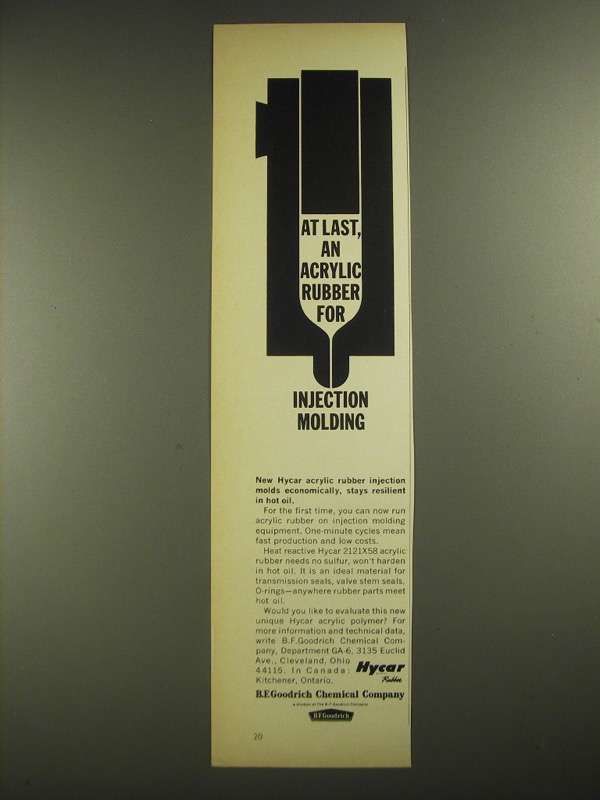 AT LAST,
AN
ACRYLIC
RUBBER
FOR
INJECTION
MOLDING
New Hycar acrylic rubber injection
molds economically, stays resilient
in hot oil.
For the first time, you can now run
acrylic rubber on injection molding
equipment. One-minute cycles mean
fast production and low costs.
Heat reactive Hycar 2121X58 acrylic
rubber needs no sulfur, won't harden
in hot oil. It is an ideal material for
transmission seals, valve stem seals,
O-rings—anywhere rubber parts meet
hot oil.
Would you like to evaluate this new
unique Hycar acrylic polymer? For
more information and technical data,
write B.F.Goodrich Chemical Com-
pany, Department GA-6, 3135 Euclid
Ave., Cleveland, Ohio
44115. In Canada:
Kitchener, Ontario.
Hycar
Rubber
B.F.Goodrich Chemical Company
a division of The B.F.Goodrich Company
B.F.Goodrich
20